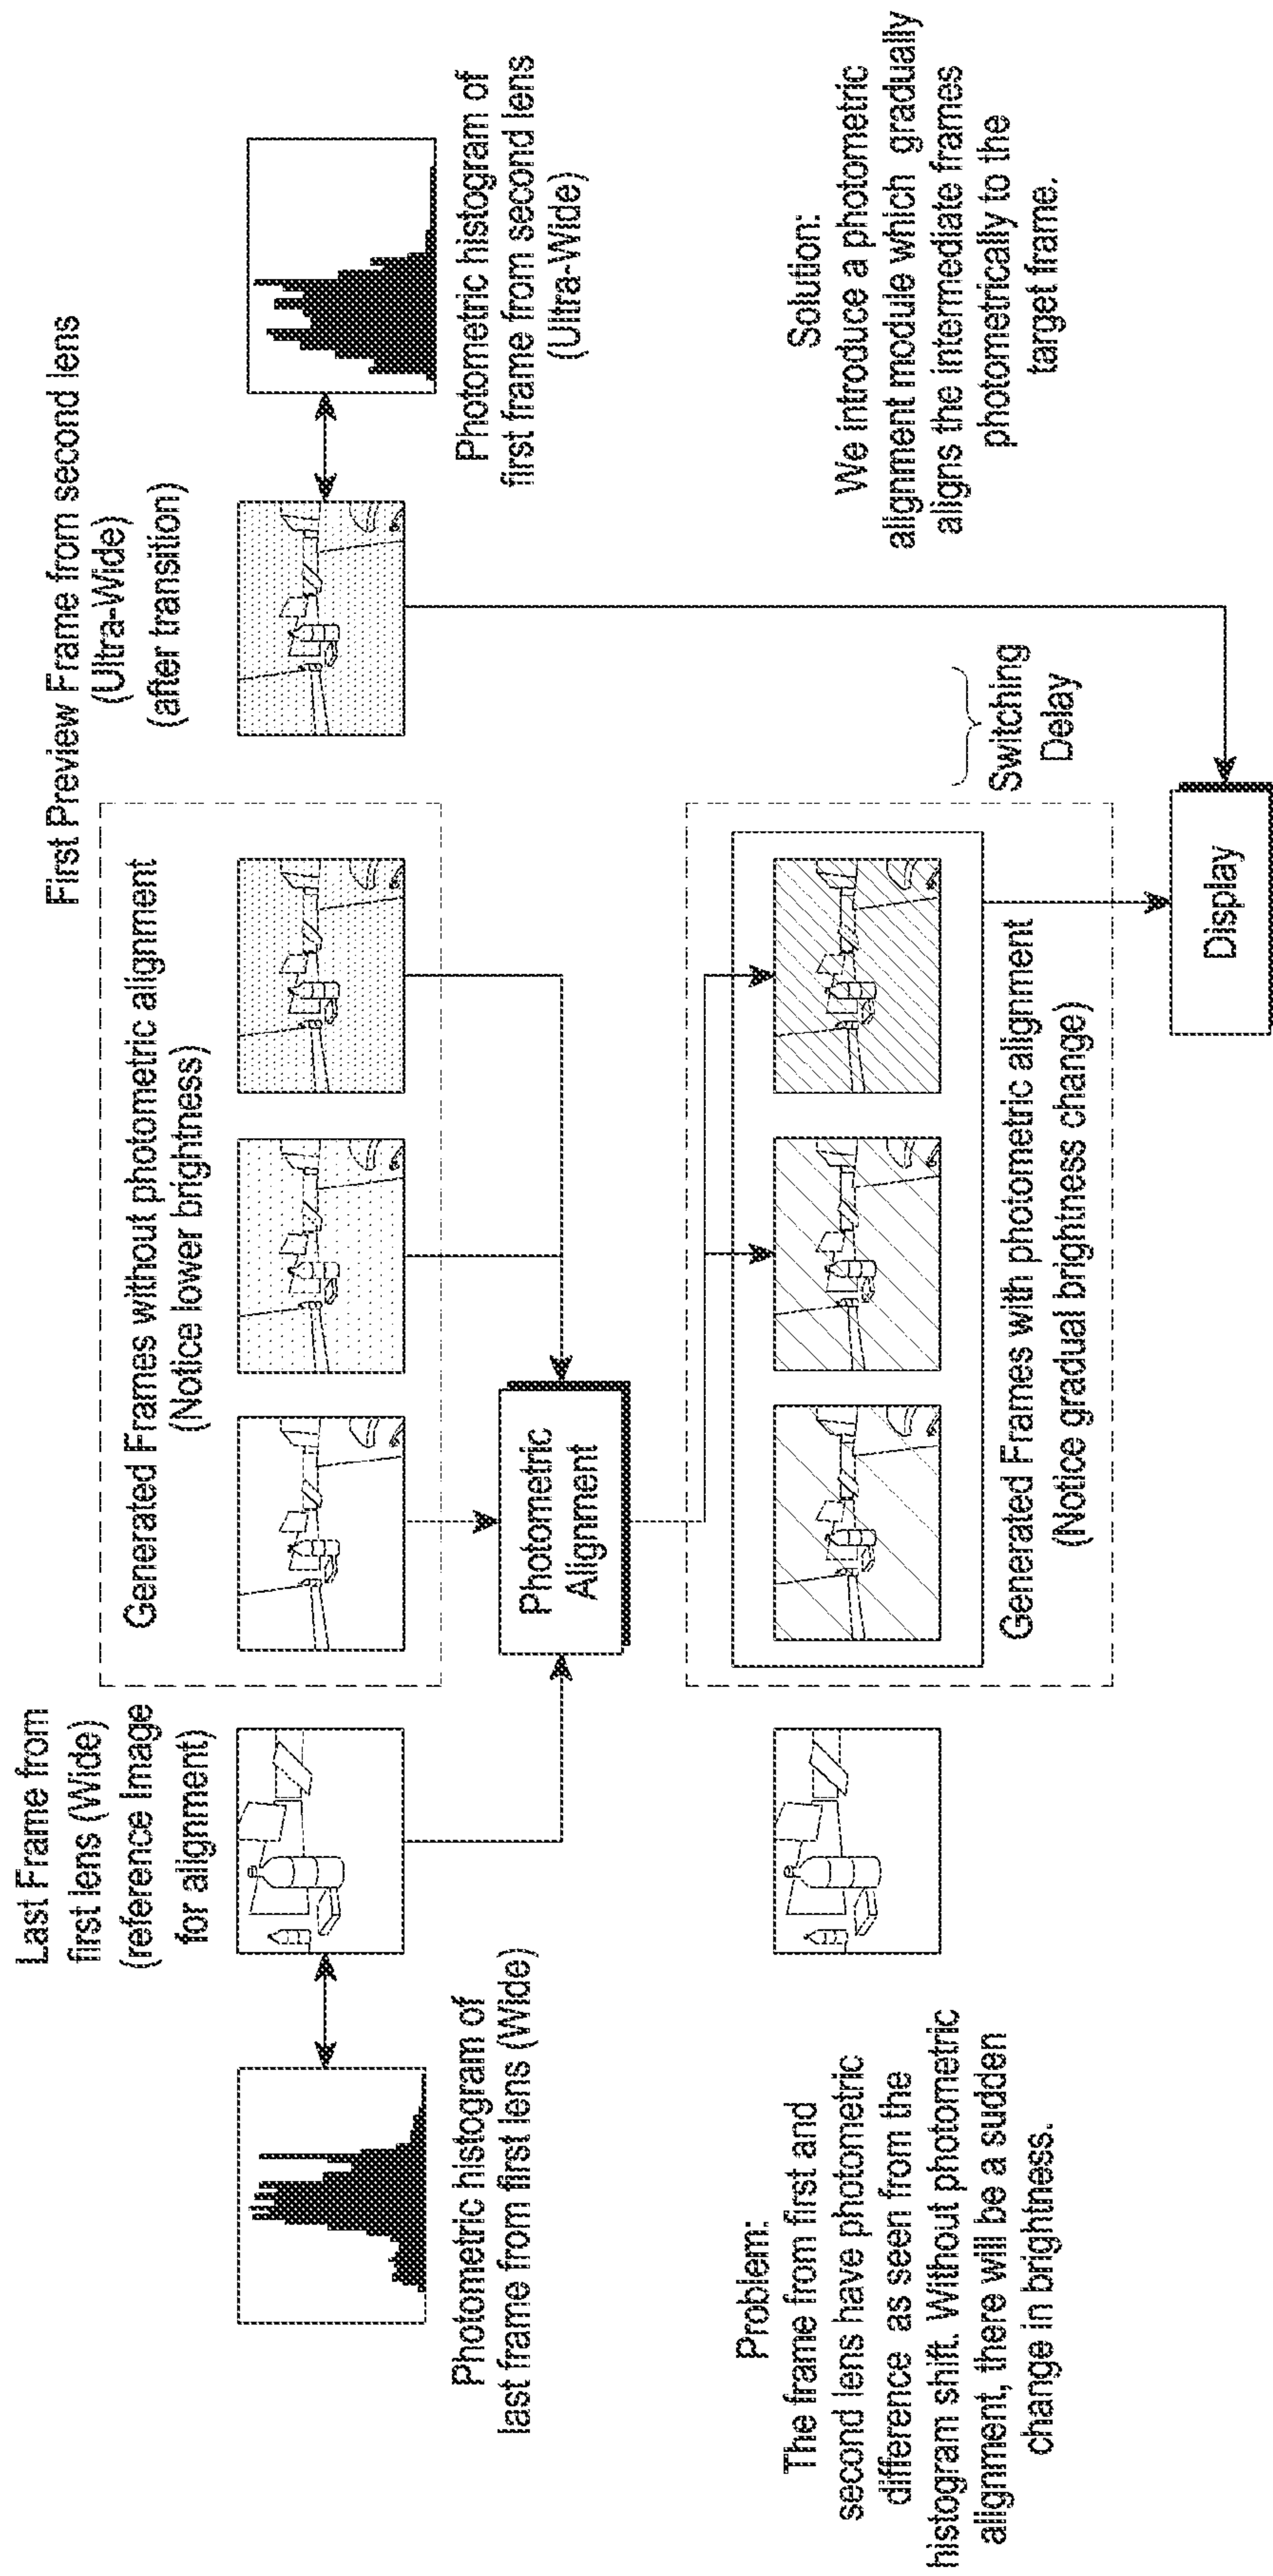 Last Frame from
first lens (Wide)
(reference Image
for alignment)
First Preview Frame from second lens
(Ultra-Wide)
(after transition)
Generated Frames without photometric alignment
(Notice lower brightness)
Photometric histogram of
last frame from first lens (Wide)
Photometric
Alignment
Photometric histogram of
first frame from second lens
(Ultra-Wide)
Problem:
The frame from first and
second lens have photometric
difference as seen from the
histogram shift. Without photometric
alignment, there will be a sudden
change in brightness.
Generated Frames with photometric alignment
(Notice gradual brightness change)
Switching
Delay
Display
Solution:
We introduce a photometric
alignment module which gradually
aligns the intermediate frames
photometrically to the
target frame.